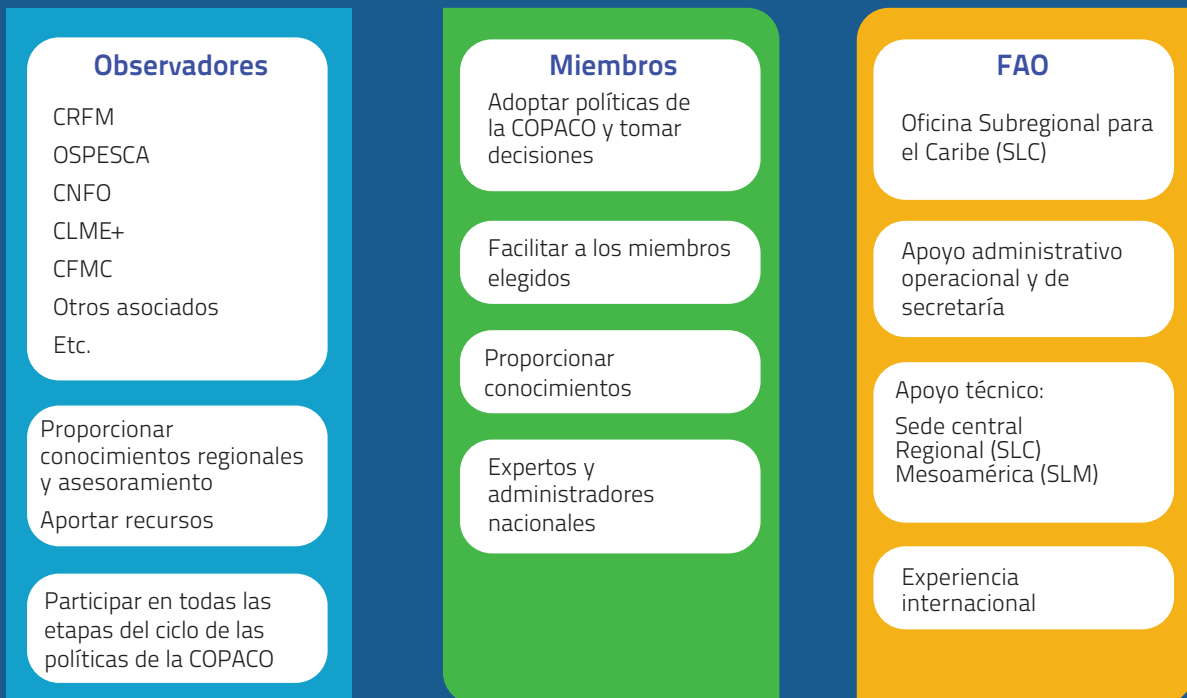 Observadores
CRFM
OSPESCA
CNFO
CLME+
CFMC
Otros asociados
Etc.
Proporcionar
conocimientos regionales
y asesoramiento
Aportar recursos
Participar en todas las
etapas del ciclo de las
políticas de la COPACO
Miembros
Adoptar políticas de
la COPACO y tomar
decisiones
Facilitar a los miembros
elegidos
Proporcionar
conocimientos
Expertos y
administradores
nacionales
FAO
Oficina Subregional para
el Caribe (SLC)
Apoyo administrativo
operacional y de
secretaría
Apoyo técnico:
Sede central
Regional (SLC)
Mesoamérica (SLM)
Experiencia
internacional